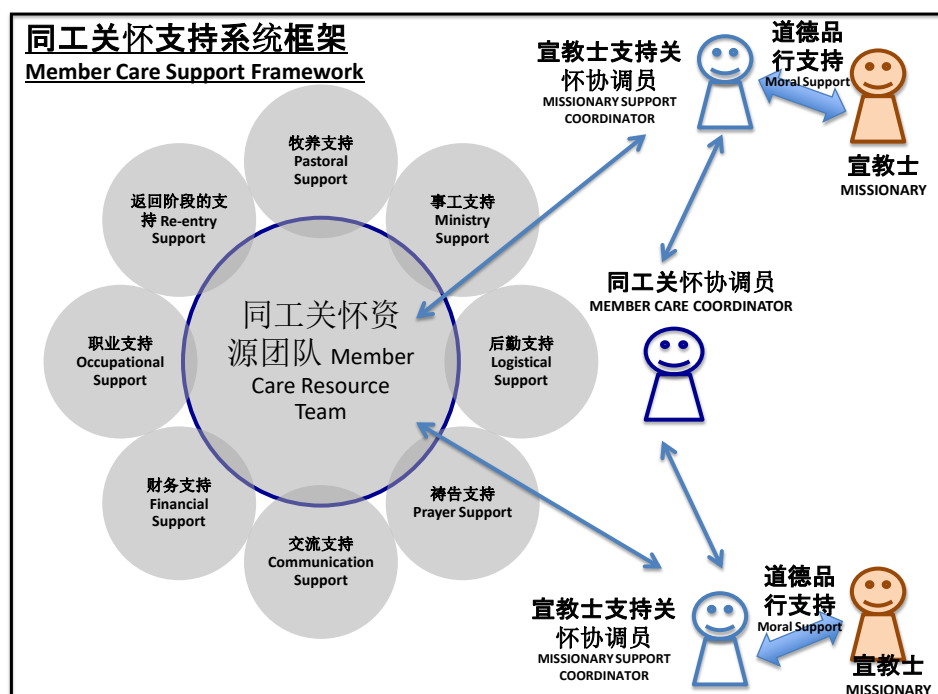 同工关怀支持系统框架
Member Care Support Framework
宣教士支持关
怀协调员
MISSIONARY SUPPORT
COORDINATOR
道德品
行支持
Moral Support
宣教士
MISSIONARY
牧养支持
Pastoral
Support
返回阶段的支
持 Re-entry
Support
事工支持
Ministry
Support
同工关怀协调员
MEMBER CARE COORDINATOR
同工关怀资
源团队 Member
Care Resource
Team
职业支持
Occupational
Support
后勤支持
Logistical
Support
财务支持
Financial
Support
祷告支持
Prayer Support
交流支持
Communication
Support
宣教士支持关
怀协调员
MISSIONARY SUPPORT
COORDINATOR
道德品
行支持
Moral Support
宣教士
MISSIONARY